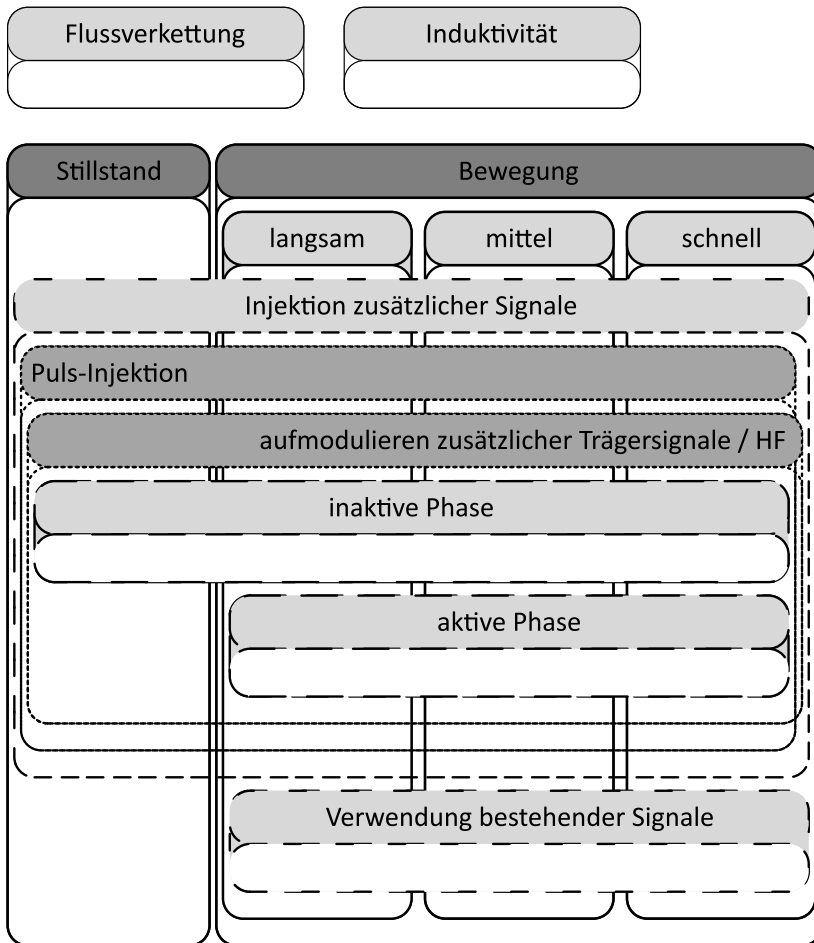 Flussverkettung
Induktivität
Stillstand
Bewegung
langsam
mittel
schnell
Injektion zusätzlicher Signale
Puls-Injektion
aufmodulieren zusätzlicher Trägersignale / HF
inaktive Phase
aktive Phase
Verwendung bestehender Signale